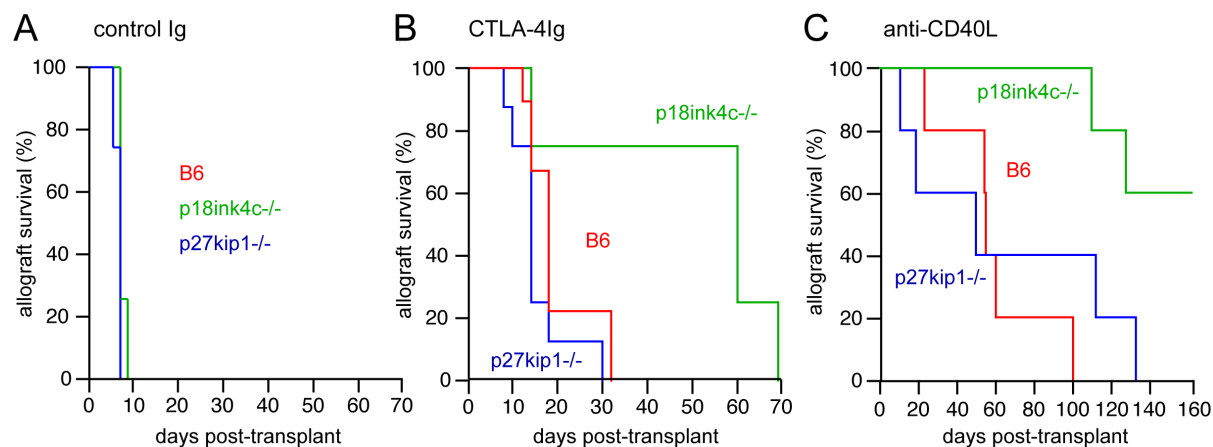 A control Ig
allograft survival (%)
100
80
60
40
20
0
0 10 20 30 40 50 60 70
days post-transplant
B6
p18ink4c-/-
p27kip1-/-
B CTLA-4Ig
allograft survival (%)
100
80
60
40
20
0
0 10 20 30 40 50 60 70
days post-transplant
p18ink4c-/-
B6
p27kip1-/-
C anti-CD40L
allograft survival (%)
100
80
60
40
20
0
0 20 60 100 120 140 160
days post-transplant
p18ink4c-/-
B6
p27kip1-/-